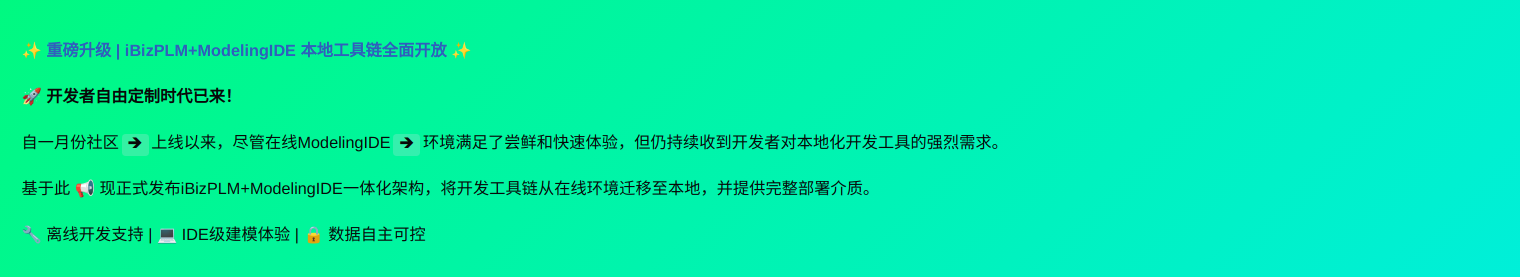 ✨ 重磅升级 | iBizPLM+ModelingIDE 本地工具链全面开放 ✨
🚀 开发者自由定制时代已来！
自一月份社区 ➔ 上线以来，尽管在线ModelingIDE ➔ 环境满足了尝鲜和快速体验，但仍持续收到开发者对本地化开发工具的强烈需求。
基于此 📢 现正式发布iBizPLM+ModelingIDE一体化架构，将开发工具链从在线环境迁移至本地，并提供完整部署介质。
🔧 离线开发支持 | 💻 IDE级建模体验 | 🔒 数据自主可控